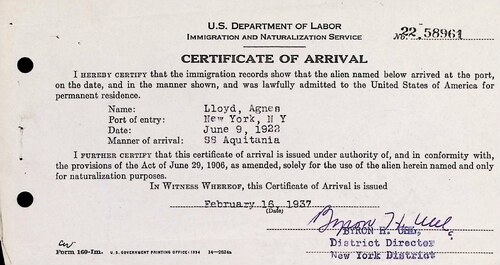 U.S. DEPARTMENT OF LABOR
IMMIGRATION AND NATURALIZATION SERVICE
No. 22 58961
CERTIFICATE OF ARRIVAL
I HEREBY CERTIFY that the immigration records show that the alien named below arrived at the port,
on the date, and in the manner shown, and was lawfully admitted to the United States of America for
permanent residence.
Name: Lloyd, Agnes
Port of entry: New York, N Y
Date: June 9, 1922
Manner of arrival: SS Aquitania
I FURTHER CERTIFY that this certificate of arrival is issued under authority of, and in conformity with,
the provisions of the Act of June 29, 1906, as amended, solely for the use of the alien herein named and only
for naturalization purposes.
IN WITNESS WHEREOF, this Certificate of Arrival is issued
February 16, 1937
(Date)
Byron H. Uhl
BYRON H. UHL,
District Director
New York District
Form 160-Im. U. S. GOVERNMENT PRINTING OFFICE: 1934